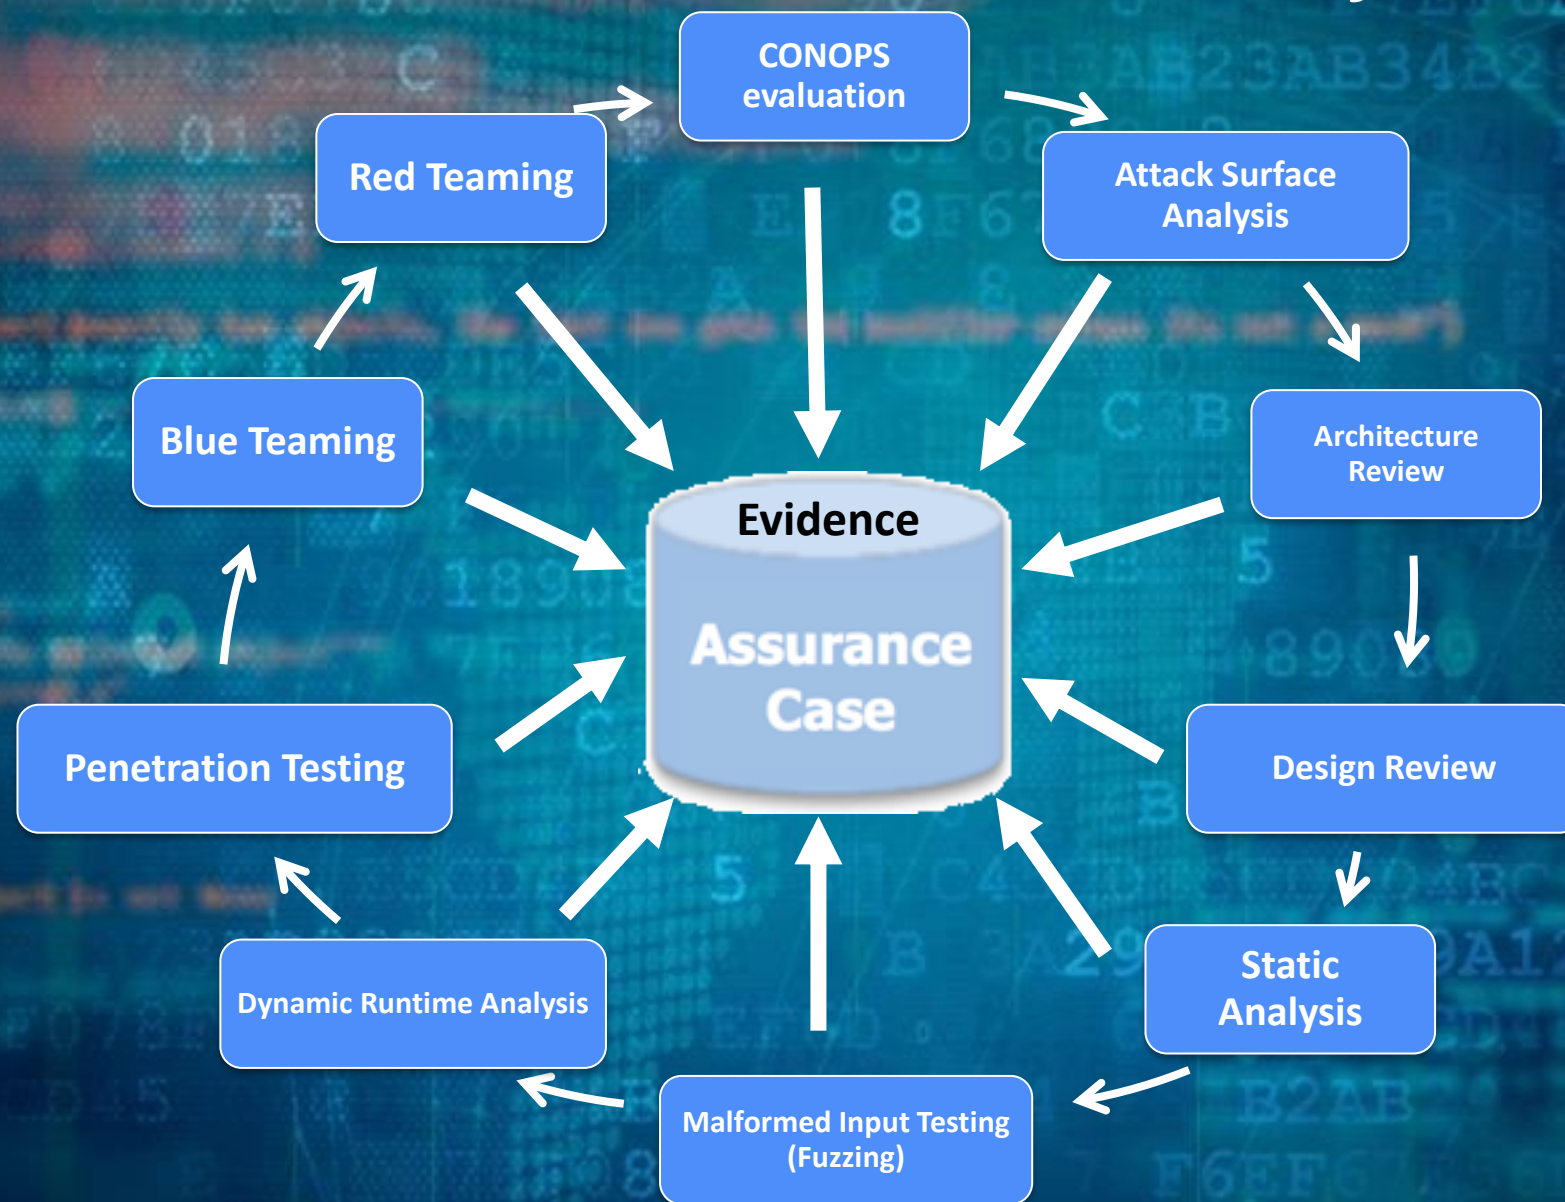 CONOPS
evaluation
Attack Surface
Analysis
Architecture
Review
Design Review
Static
Analysis
Malformed Input Testing
(Fuzzing)
Dynamic Runtime Analysis
Penetration Testing
Blue Teaming
Red Teaming
Evidence
Assurance
Case